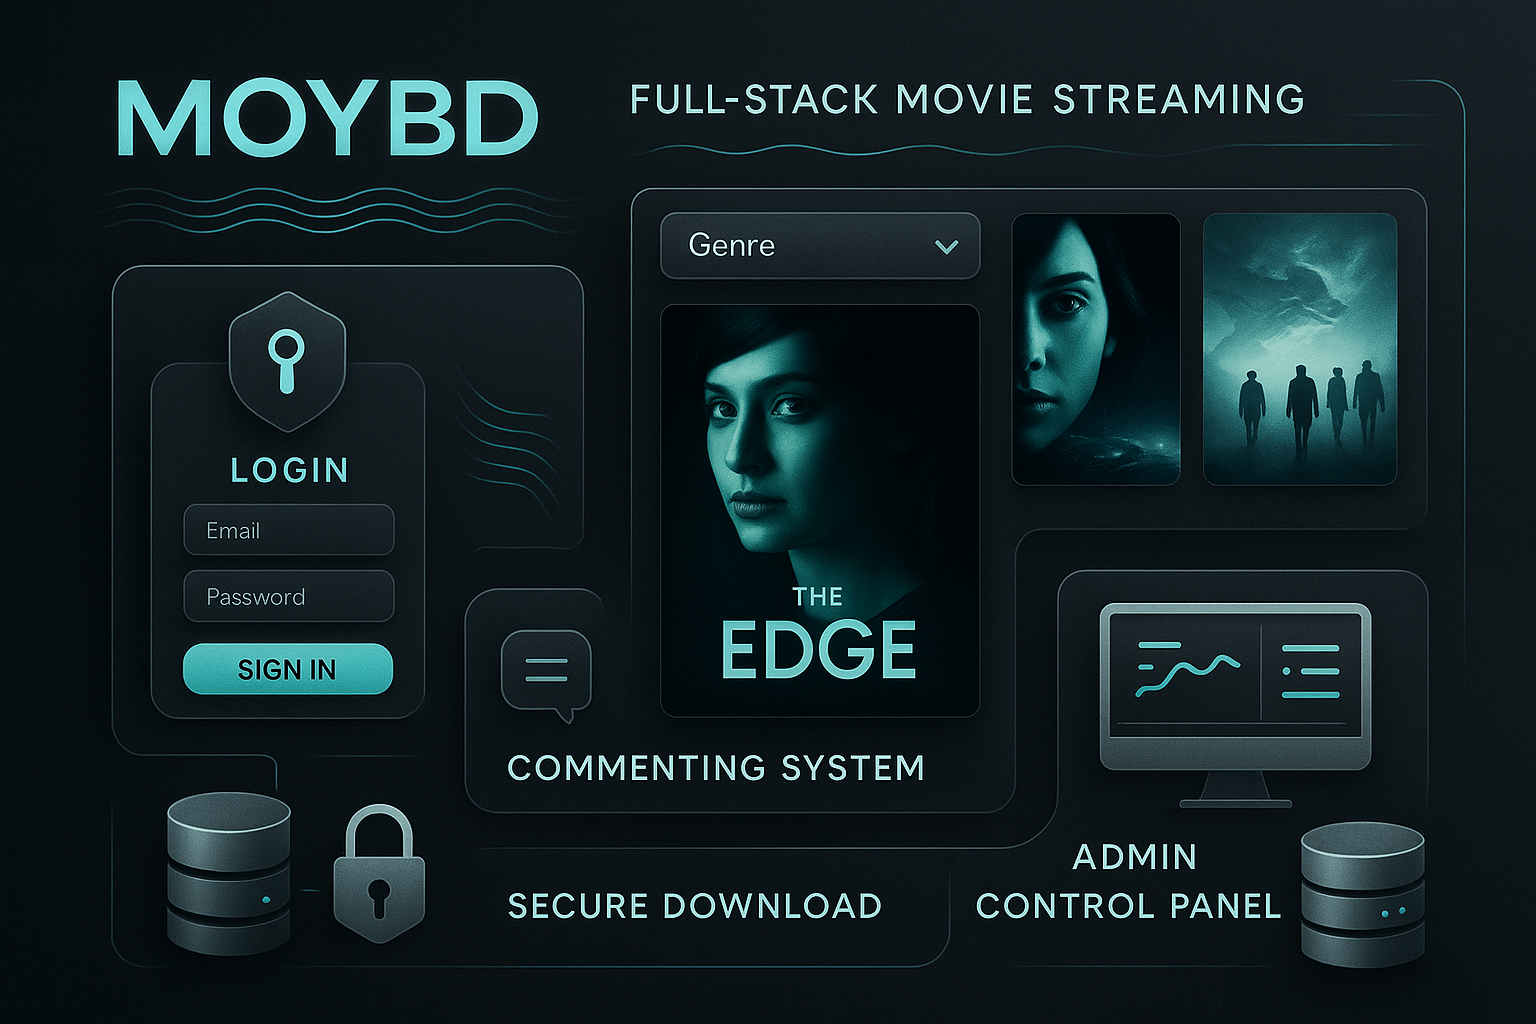 MOYBD
FULL-STACK MOVIE STREAMING
Genre
LOGIN
Email
Password
SIGN IN
THE
EDGE
COMMENTING SYSTEM
SECURE DOWNLOAD
ADMIN
CONTROL PANEL